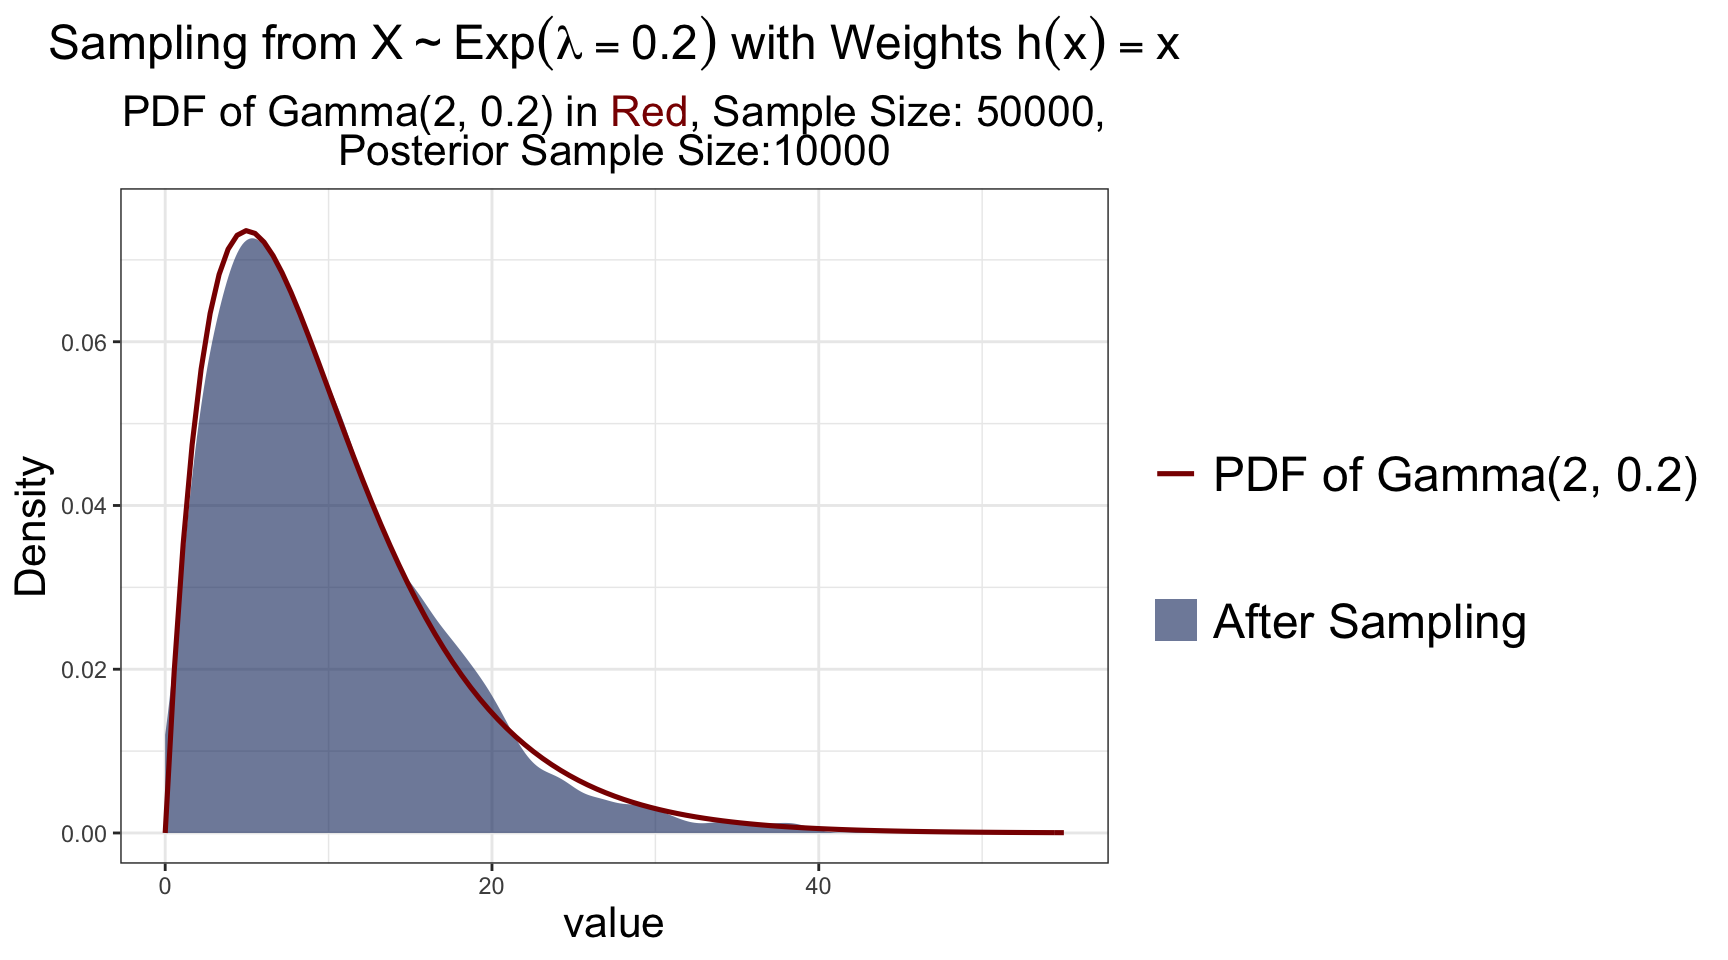 Sampling from X ~ Exp(λ = 0.2) with Weights h(x) = x
PDF of Gamma(2, 0.2) in Red, Sample Size: 50000,
Posterior Sample Size:10000
0.06
0.04
0.02
0.00
Density
0
20
40
value
PDF of Gamma(2, 0.2)
After Sampling